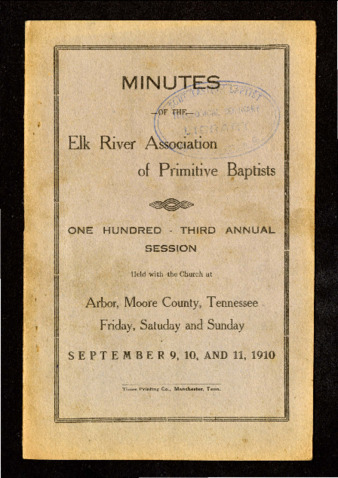 MINUTES
—OF THE—
Elk River Association
of Primitive Baptists
ONE HUNDRED - THIRD ANNUAL
SESSION
Held with the Church at
Arbor, Moore County, Tennessee
Friday, Satuday and Sunday
SEPTEMBER 9, 10, AND 11, 1910
Times Printing Co., Manchester, Tenn.